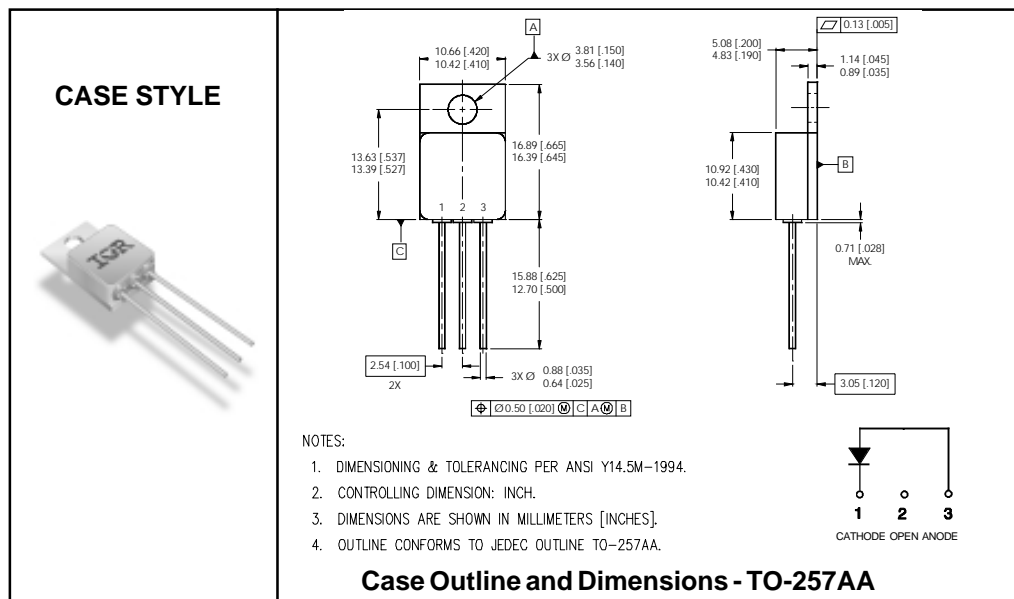 CASE STYLE
IOR
A
10.66 [.420]
10.42 [.410]
3X Ø 3.81 [.150]
3.56 [.140]
13.63 [.537]
13.39 [.527]
16.89 [.665]
16.39 [.645]
1 2 3
C
15.88 [.625]
12.70 [.500]
2.54 [.100]
2X
3X Ø 0.88 [.035]
0.64 [.025]
⌖ Ø0.50 [.020] Ⓜ C AⓂ B
⏥ 0.13 [.005]
5.08 [.200]
4.83 [.190]
1.14 [.045]
0.89 [.035]
10.92 [.430]
10.42 [.410]
B
0.71 [.028]
MAX.
3.05 [.120]
NOTES:
1. DIMENSIONING & TOLERANCING PER ANSI Y14.5M-1994.
2. CONTROLLING DIMENSION: INCH.
3. DIMENSIONS ARE SHOWN IN MILLIMETERS [INCHES].
4. OUTLINE CONFORMS TO JEDEC OUTLINE TO-257AA.
1 2 3
CATHODE OPEN ANODE
Case Outline and Dimensions - TO-257AA